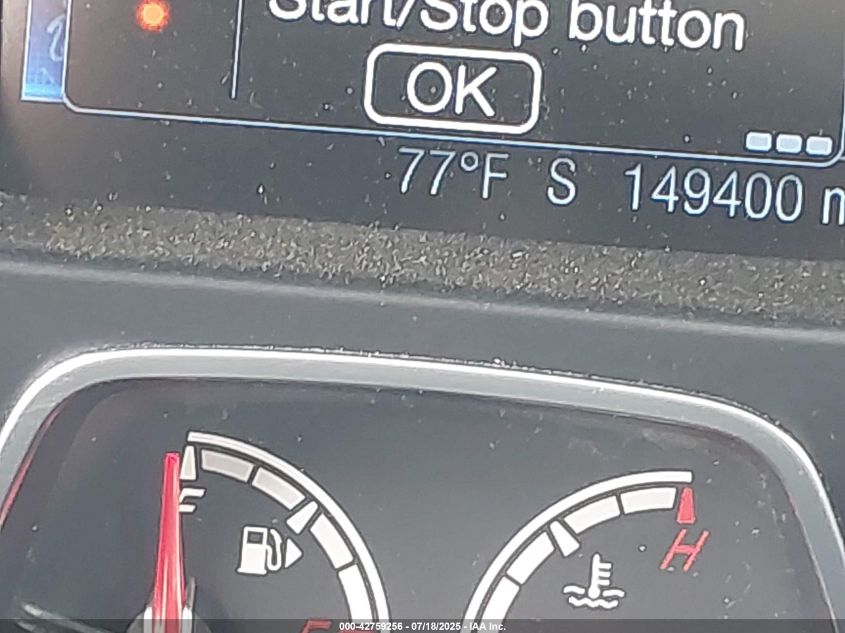 Start/Stop button
OK
77°F S 149400 m
F
H
E
000-42759256 - 07/18/2025 - IAA Inc.